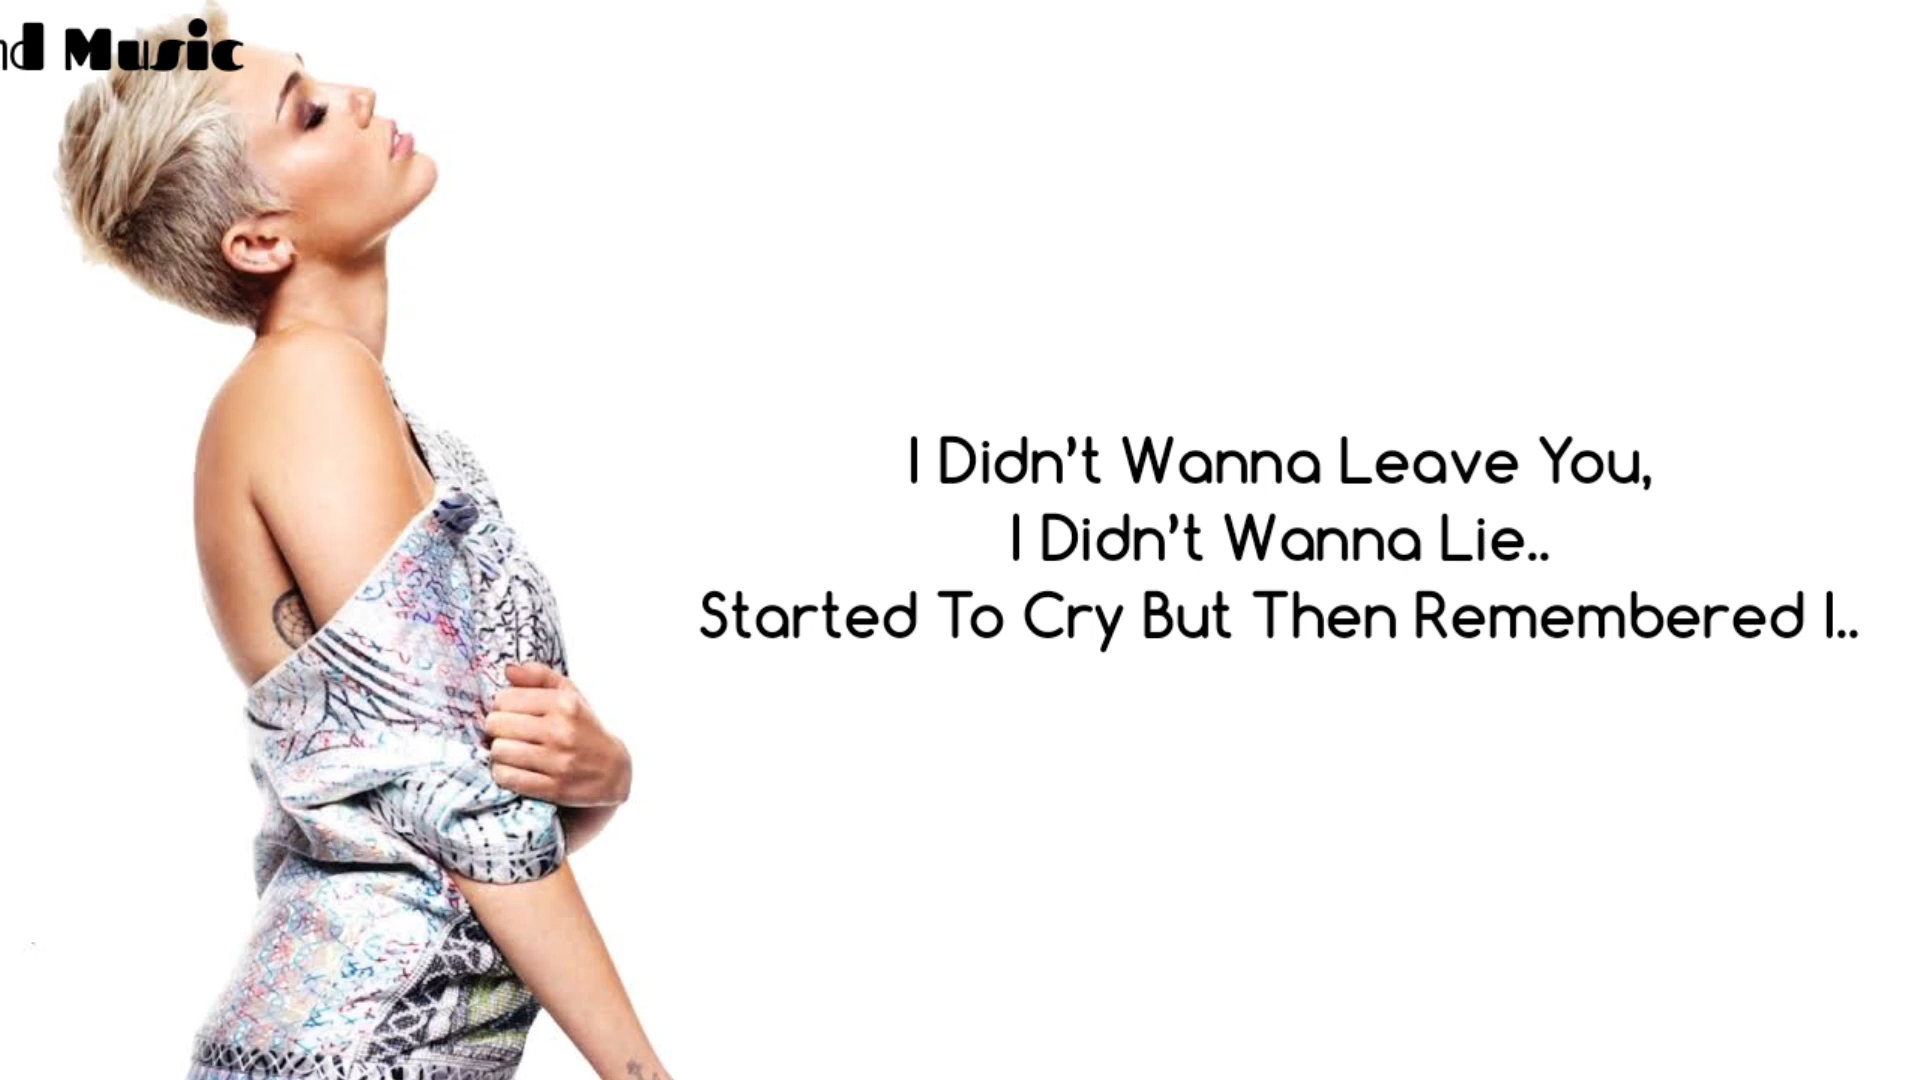 d Music
I Didn't Wanna Leave You,
I Didn't Wanna Lie..
Started To Cry But Then Remembered I..